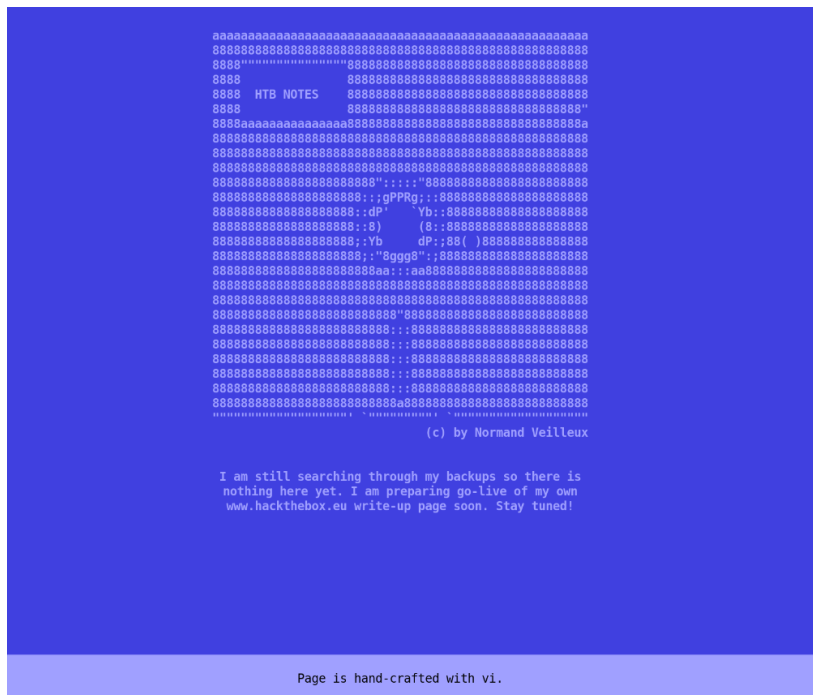 HTB NOTES
(c) by Normand Veilleux
I am still searching through my backups so there is
nothing here yet. I am preparing go-live of my own
www.hackthebox.eu write-up page soon. Stay tuned!
Page is hand-crafted with vi.